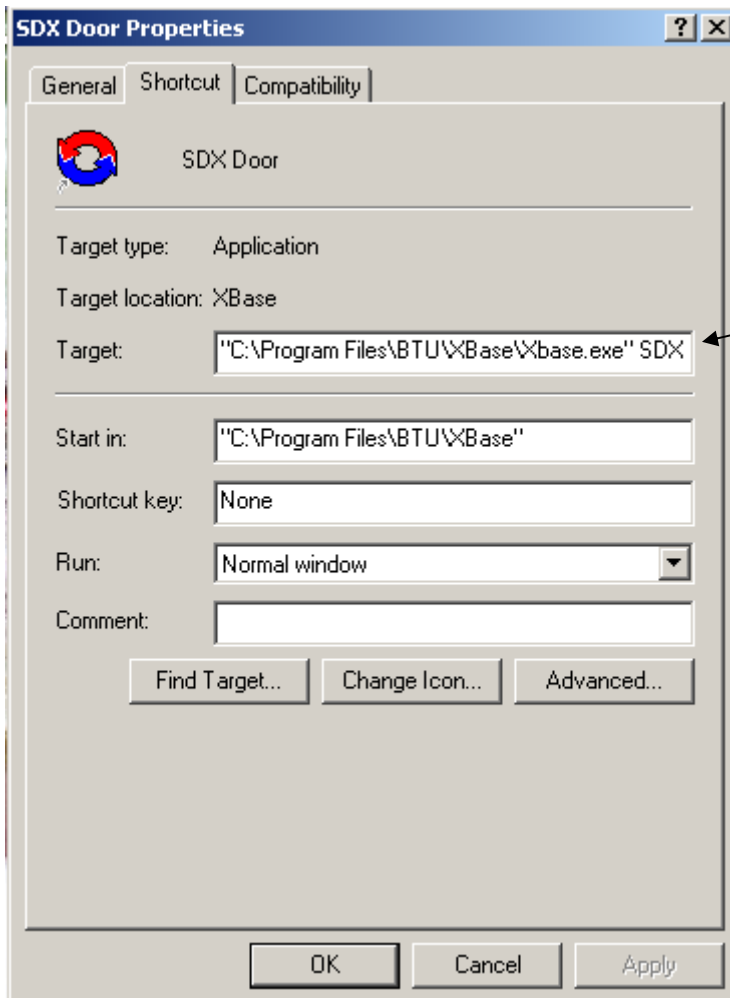 SDX Door Properties
General Shortcut Compatibility
SDX Door
Target type: Application
Target location: XBase
Target: "C:\Program Files\BTU\XBase\Xbase.exe" SDX
Start in: "C:\Program Files\BTU\XBase"
Shortcut key: None
Run: Normal window
Comment:
Find Target... Change Icon... Advanced...
OK Cancel Apply